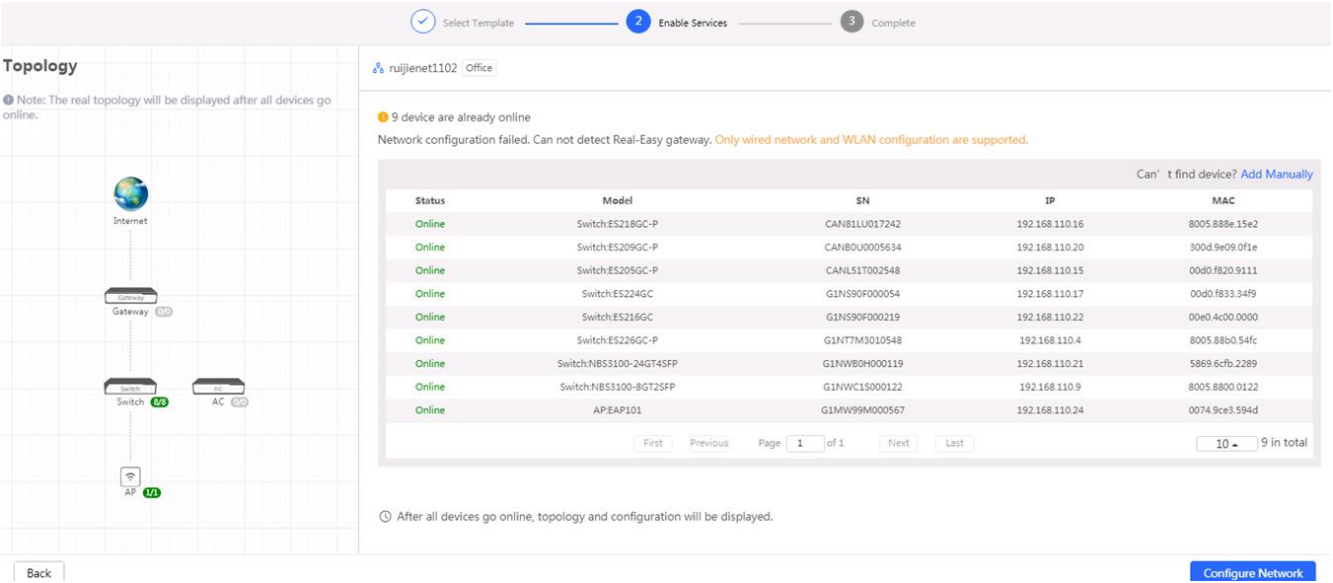 Select Template
2
Enable Services
3
Complete
Topology
Note: The real topology will be displayed after all devices go
online.
Internet
Gateway
Gateway 0/0
Switch
Switch 8/8
AC
AC 0/0
AP 1/1
ruijienet1102 Office
9 device are already online
Network configuration failed. Can not detect Real-Easy gateway. Only wired network and WLAN configuration are supported.
Can' t find device? Add Manually
Status Model SN IP MAC
Online Switch:ES218GC-P CAN81LU017242 192.168.110.16 8005.888e.15e2
Online Switch:ES209GC-P CANB0U0005634 192.168.110.20 300d.9e09.0f1e
Online Switch:ES205GC-P CANL51T002548 192.168.110.15 00d0.f820.9111
Online Switch:ES224GC G1NS90F000054 192.168.110.17 00d0.f833.34f9
Online Switch:ES216GC G1NS90F000219 192.168.110.22 00e0.4c00.0000
Online Switch:ES226GC-P G1NT7M3010548 192.168.110.4 8005.88b0.54fc
Online Switch:NBS3100-24GT4SFP G1NWB0H000119 192.168.110.21 5869.6cfb.2289
Online Switch:NBS3100-8GT2SFP G1NWC1S000122 192.168.110.9 8005.8800.0122
Online AP:EAP101 G1MW99M000567 192.168.110.24 0074.9ce3.594d
First Previous Page 1 of 1 Next Last 10 9 in total
After all devices go online, topology and configuration will be displayed.
Back
Configure Network